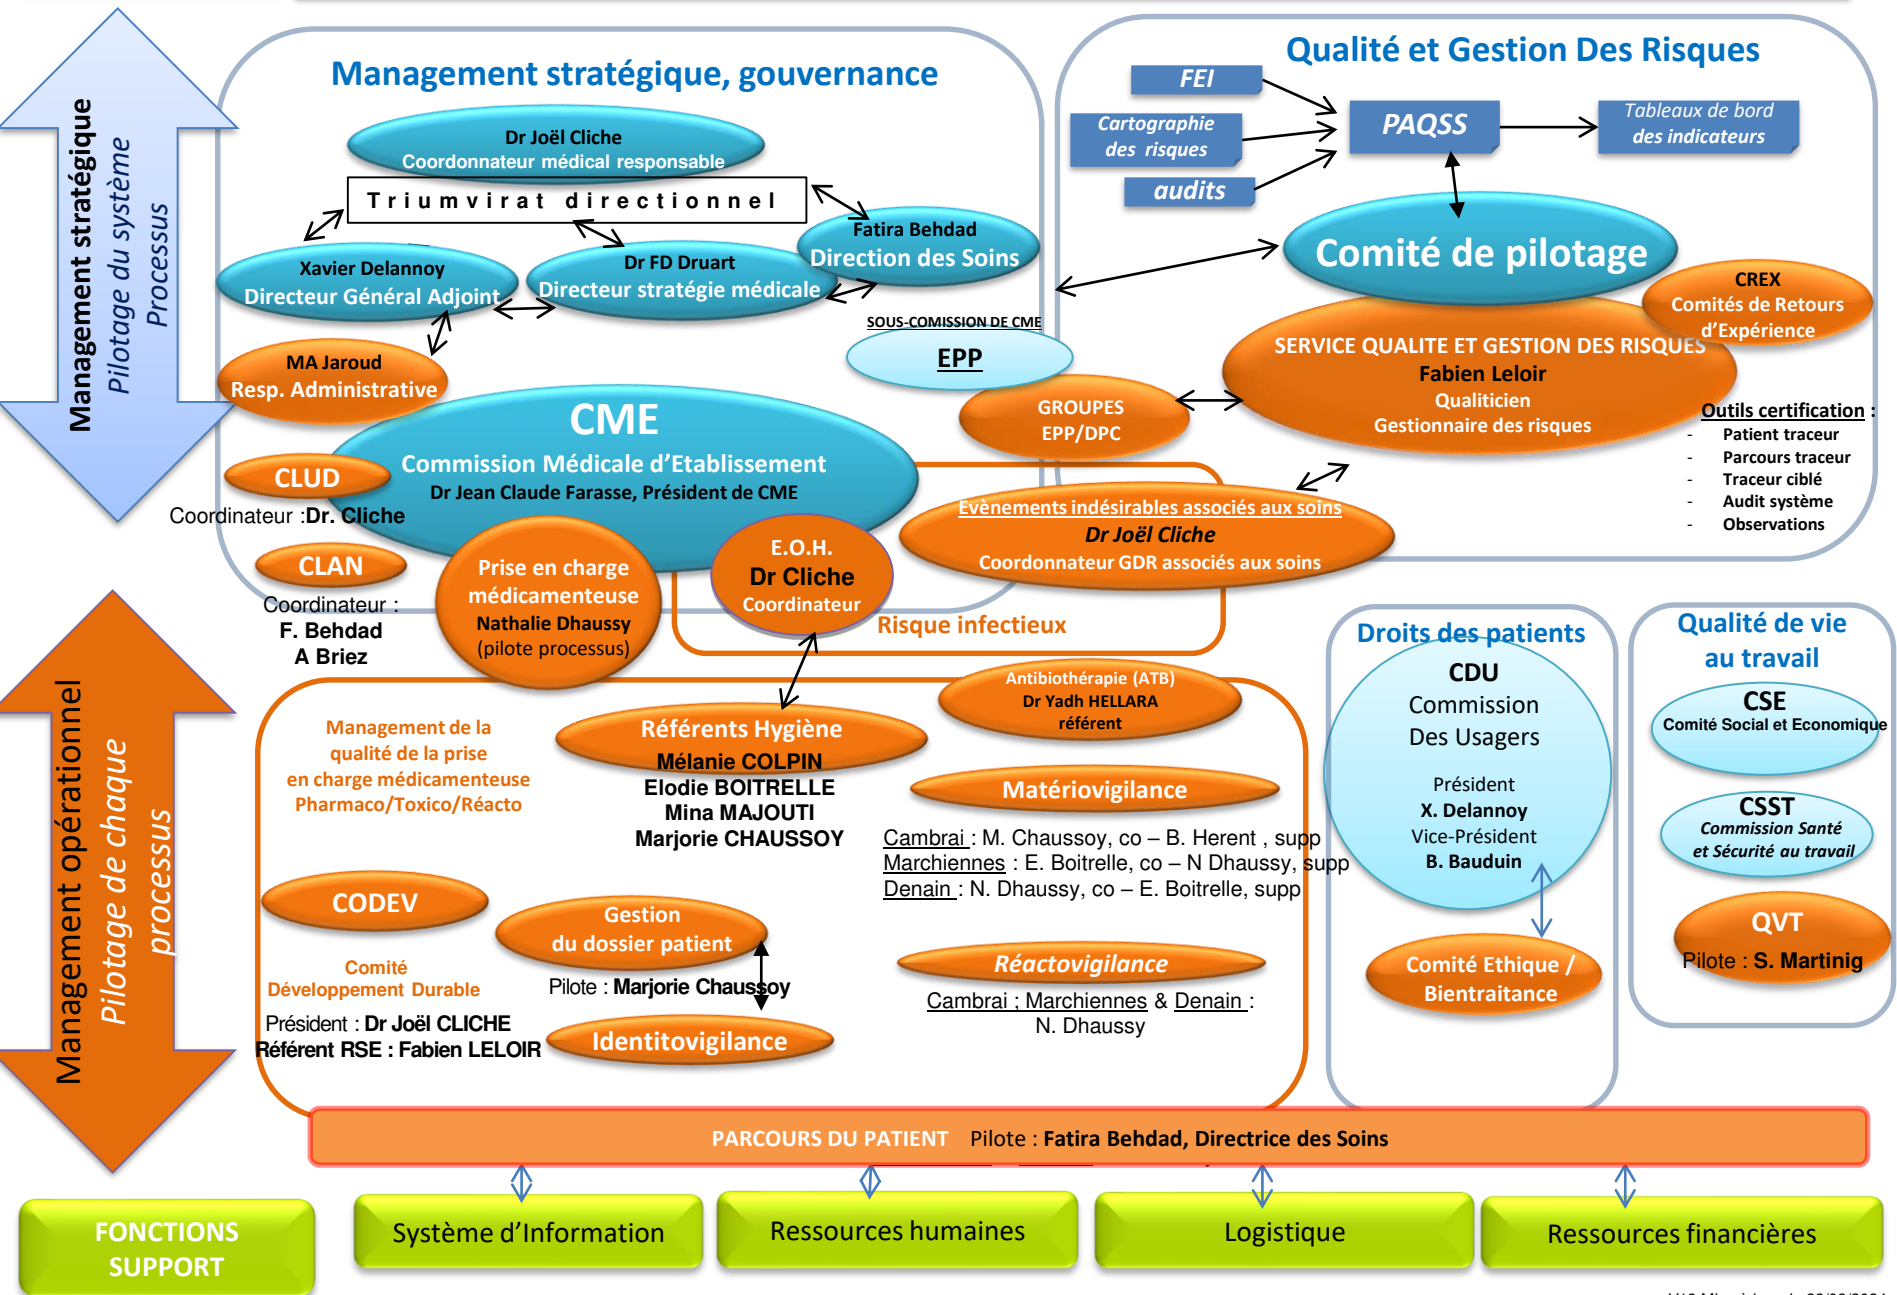 Management stratégique
Pilotage du système
Processus
Management stratégique, gouvernance
Dr Joël Cliche
Coordonnateur médical responsable
Triumvirat directionnel
Xavier Delannoy
Directeur Général Adjoint
Dr FD Druart
Directeur stratégie médicale
Fatira Behdad
Direction des Soins
MA Jaroud
Resp. Administrative
SOUS-COMISSION DE CME
EPP
GROUPES
EPP/DPC
CME
Commission Médicale d'Etablissement
Dr Jean Claude Farasse, Président de CME
CLUD
Coordinateur :Dr. Cliche
CLAN
Coordinateur :
F. Behdad
A Briez
Prise en charge
médicamenteuse
Nathalie Dhaussy
(pilote processus)
E.O.H.
Dr Cliche
Coordinateur
Evènements indésirables associés aux soins
Dr Joël Cliche
Coordonnateur GDR associés aux soins
Risque infectieux
Qualité et Gestion Des Risques
FEI
Cartographie
des risques
audits
PAQSS
Tableaux de bord
des indicateurs
Comité de pilotage
CREX
Comités de Retours
d'Expérience
SERVICE QUALITE ET GESTION DES RISQUES
Fabien Leloir
Qualiticien
Gestionnaire des risques
Outils certification :
- Patient traceur
- Parcours traceur
- Traceur ciblé
- Audit système
- Observations
Management opérationnel
Pilotage de chaque
processus
Management de la
qualité de la prise
en charge médicamenteuse
Pharmaco/Toxico/Réacto
Référents Hygiène
Mélanie COLPIN
Elodie BOITRELLE
Mina MAJOUTI
Marjorie CHAUSSOY
Antibiothérapie (ATB)
Dr Yadh HELLARA
référent
Matériovigilance
Cambrai : M. Chaussoy, co – B. Herent , supp
Marchiennes : E. Boitrelle, co – N Dhaussy, supp
Denain : N. Dhaussy, co – E. Boitrelle, supp
CODEV
Comité
Développement Durable
Président : Dr Joël CLICHE
Référent RSE : Fabien LELOIR
Gestion
du dossier patient
Pilote : Marjorie Chaussoy
Identitovigilance
Réactovigilance
Cambrai ; Marchiennes & Denain :
N. Dhaussy
Droits des patients
CDU
Commission
Des Usagers
Président
X. Delannoy
Vice-Président
B. Bauduin
Comité Ethique /
Bientraitance
Qualité de vie
au travail
CSE
Comité Social et Economique
CSST
Commission Santé
et Sécurité au travail
QVT
Pilote : S. Martinig
PARCOURS DU PATIENT Pilote : Fatira Behdad, Directrice des Soins
FONCTIONS
SUPPORT
Système d'Information
Ressources humaines
Logistique
Ressources financières